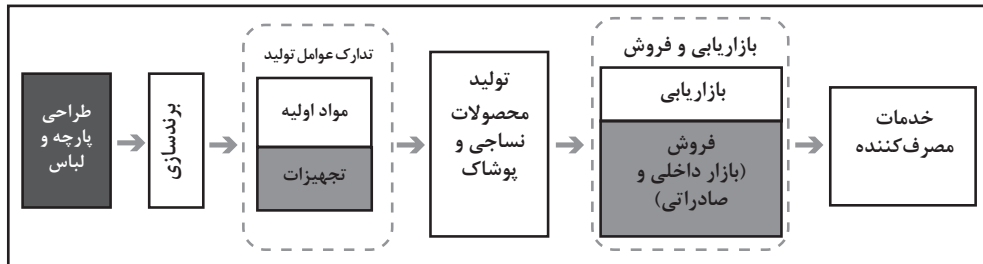 طراحی
پارچه و
لباس
برندسازی
تدارک عوامل تولید
مواد اولیه
تجهیزات
تولید
محصولات
نساجی و
پوشاک
بازاریابی و فروش
بازاریابی
فروش
(بازار داخلی و
صادراتی)
خدمات
مصرف‌کننده